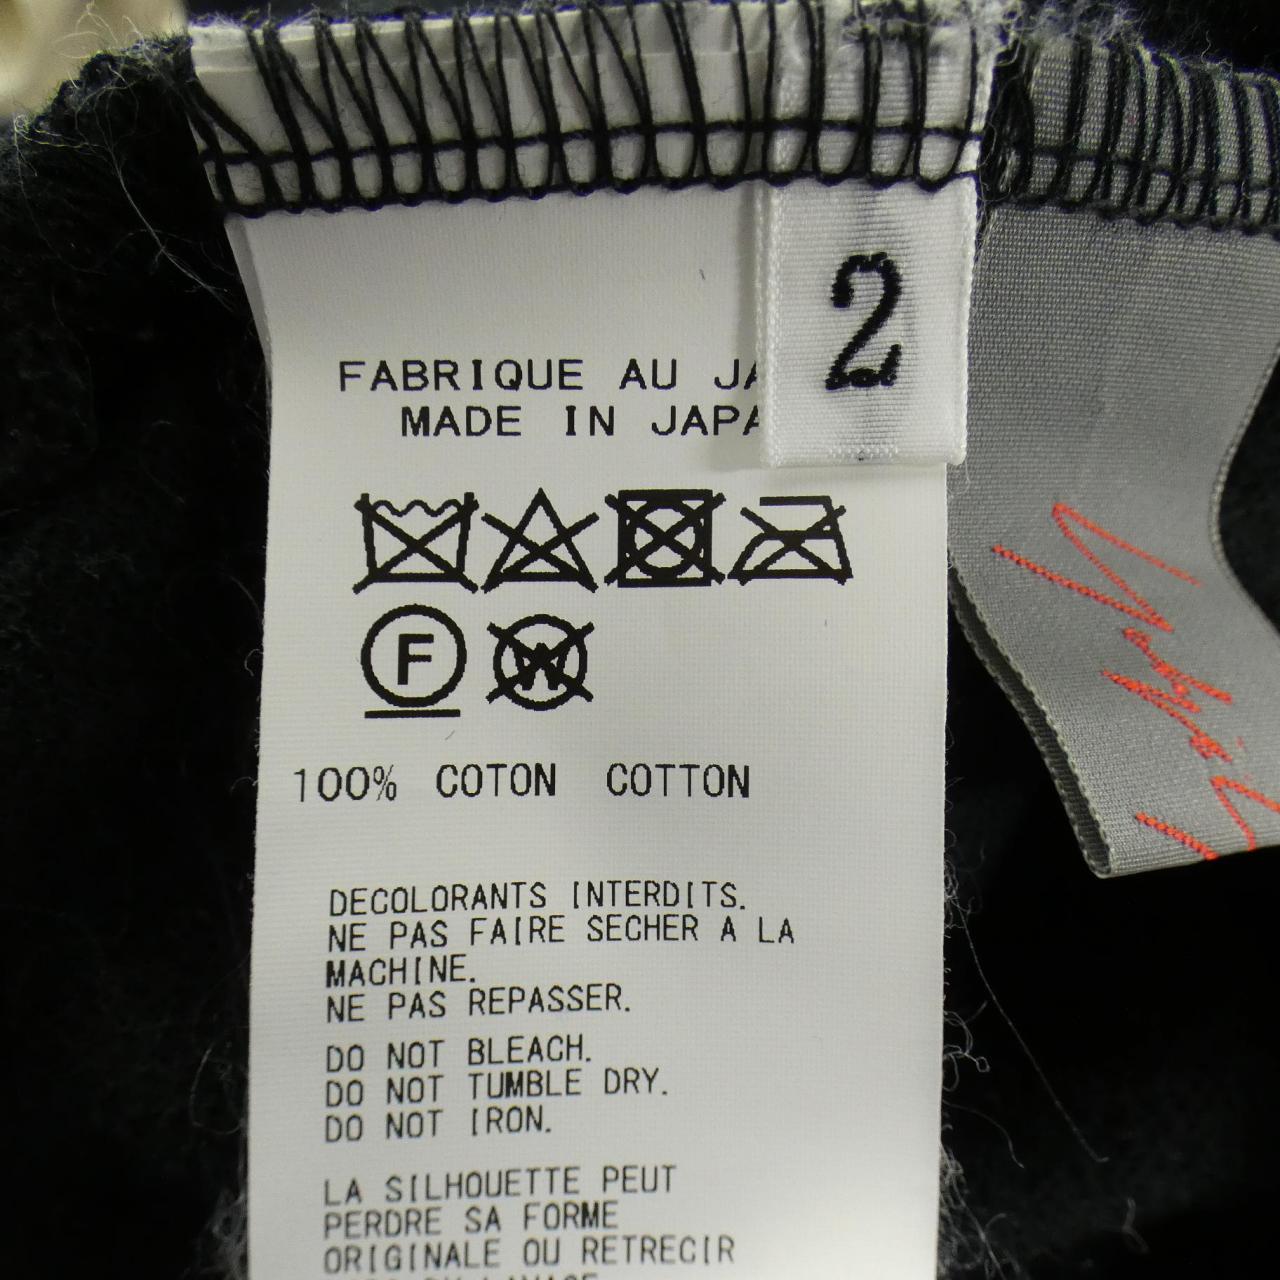 2
FABRIQUE AU
MADE IN
F
W
100% COTON COTTON
DECOLORANTS INTERDITS.
NE PAS FAIRE SECHER A LA
MACHINE.
NE PAS REPASSER.
DO NOT BLEACH.
DO NOT TUMBLE DRY.
DO NOT IRON.
LA SILHOUETTE PEUT
PERDRE SA FORME
ORIGINALE OU RETRECIR